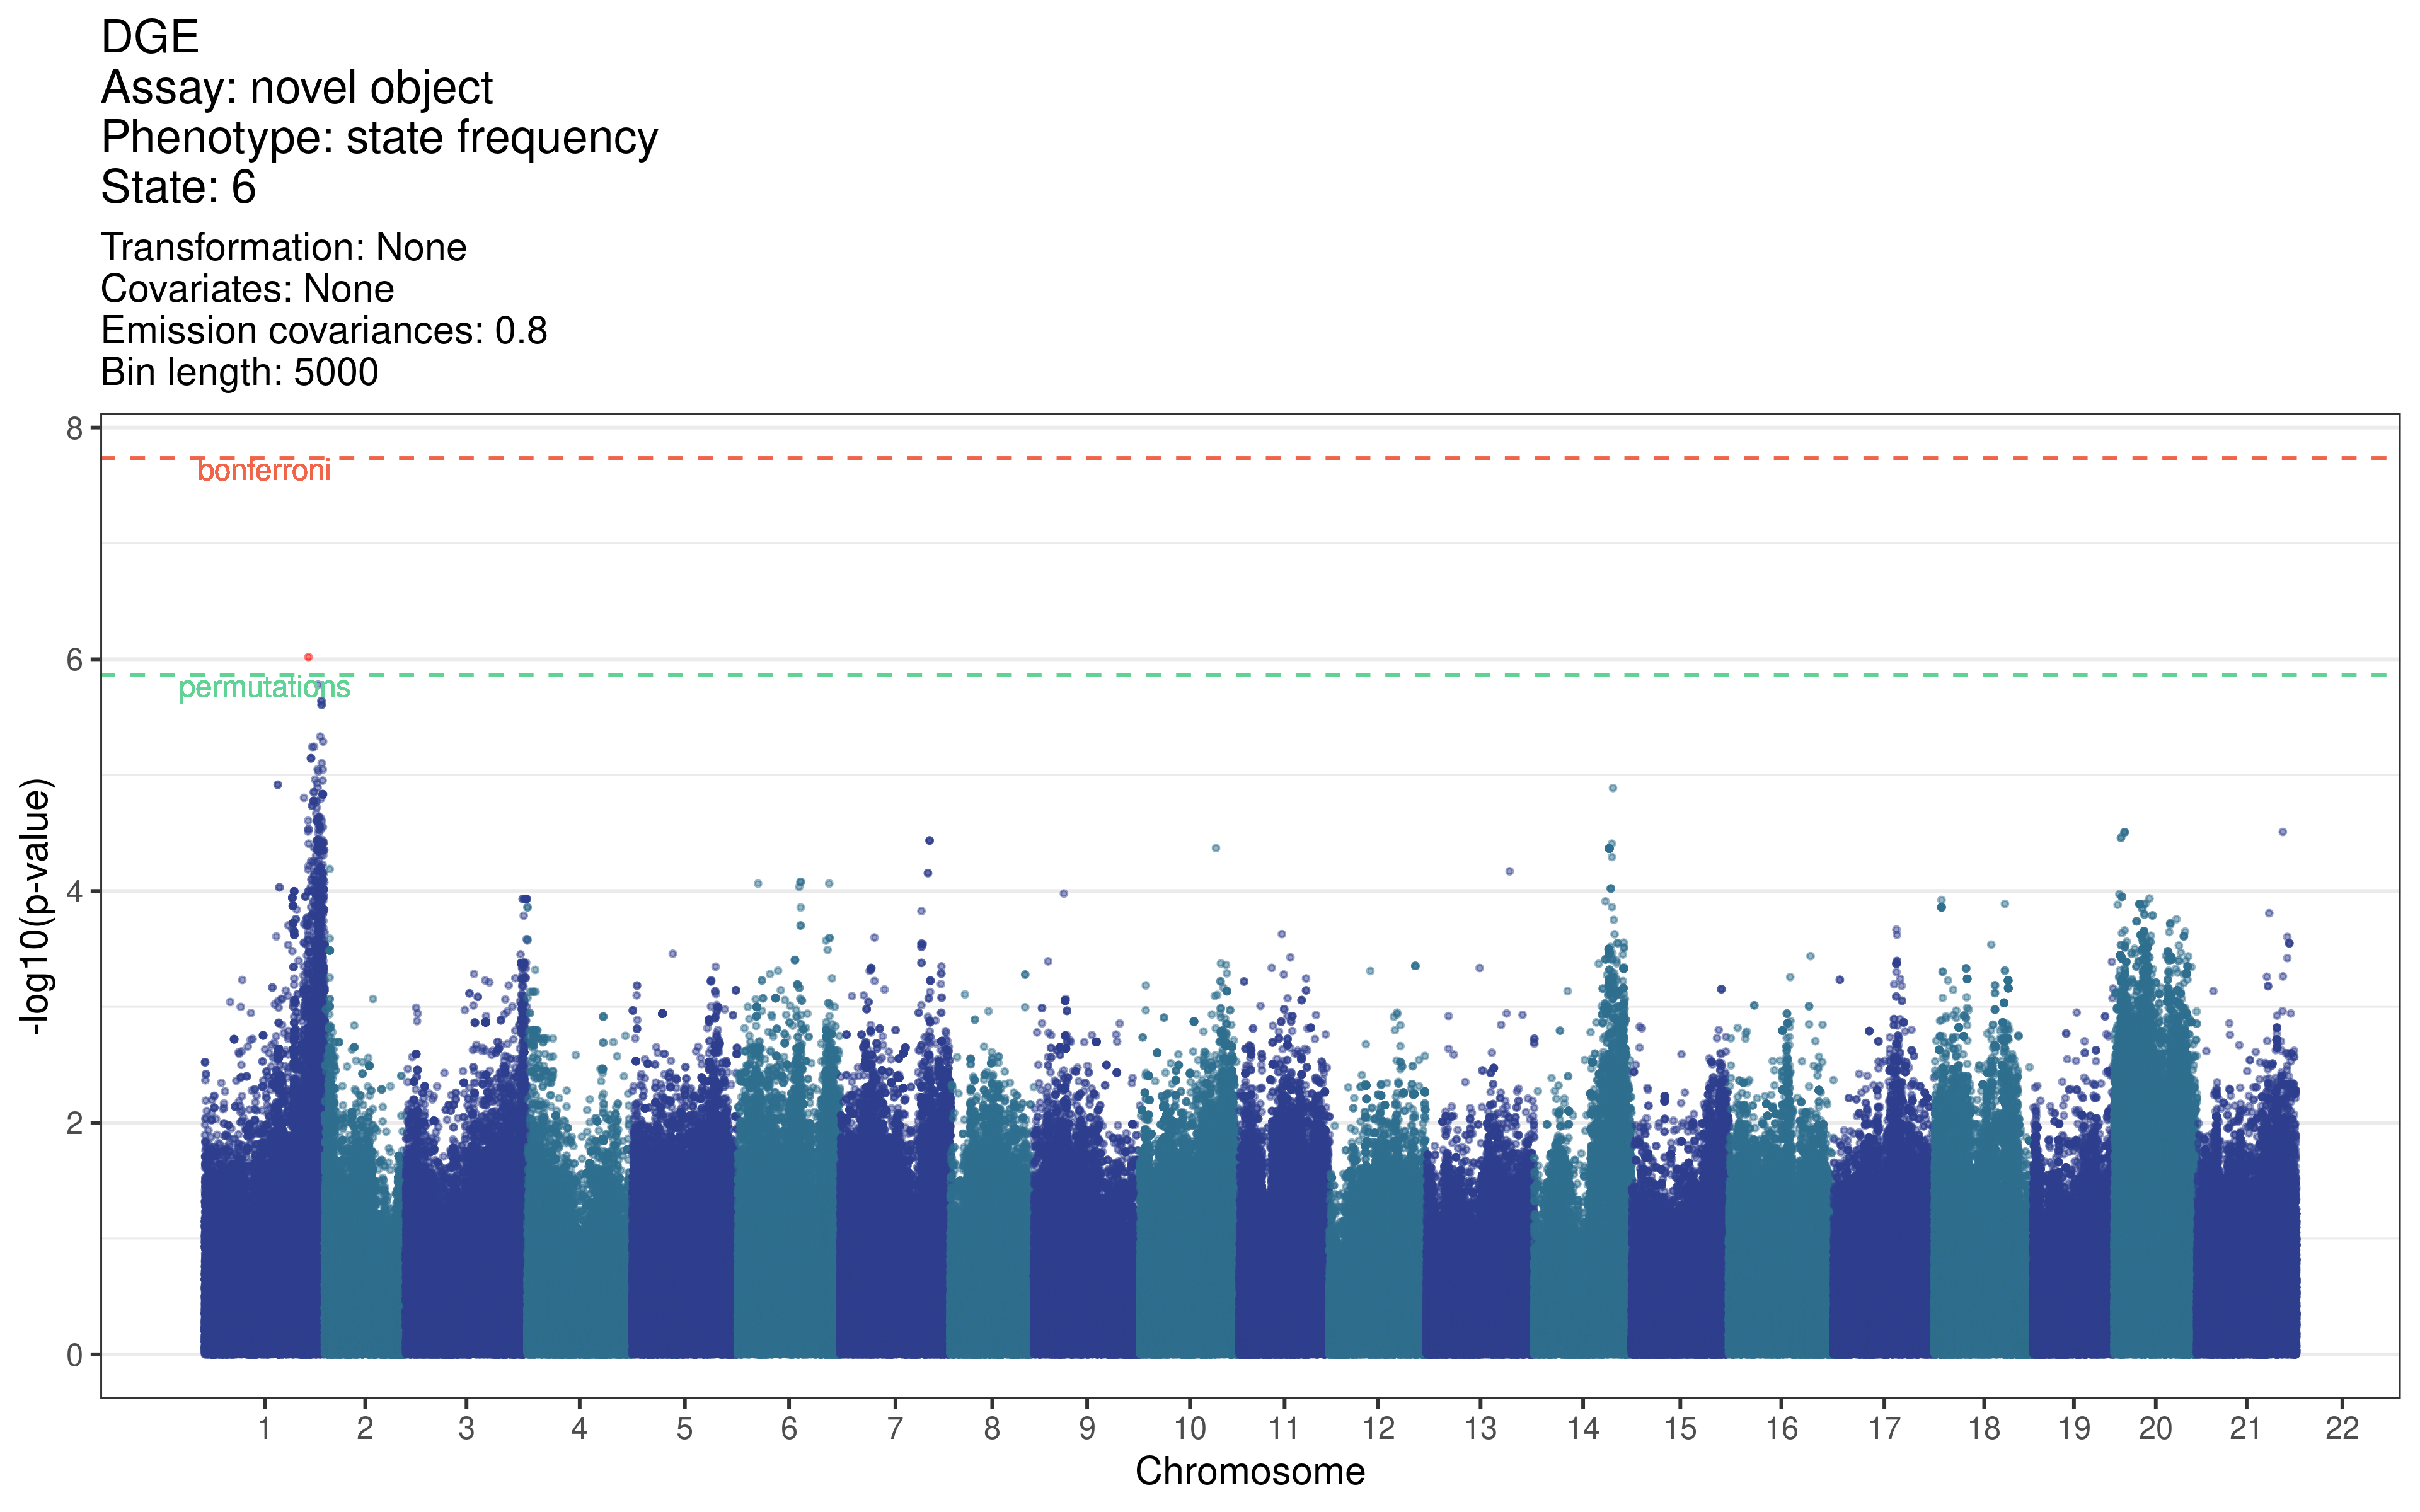 DGE
Assay: novel object
Phenotype: state frequency
State: 6
Transformation: None
Covariates: None
Emission covariances: 0.8
Bin length: 5000
8
bonferroni
6
permutations
4
2
0
-log10(p-value)
1 2 3 4 5 6 7 8 9 10 11 12 13 14 15 16 17 18 19 20 21 22
Chromosome